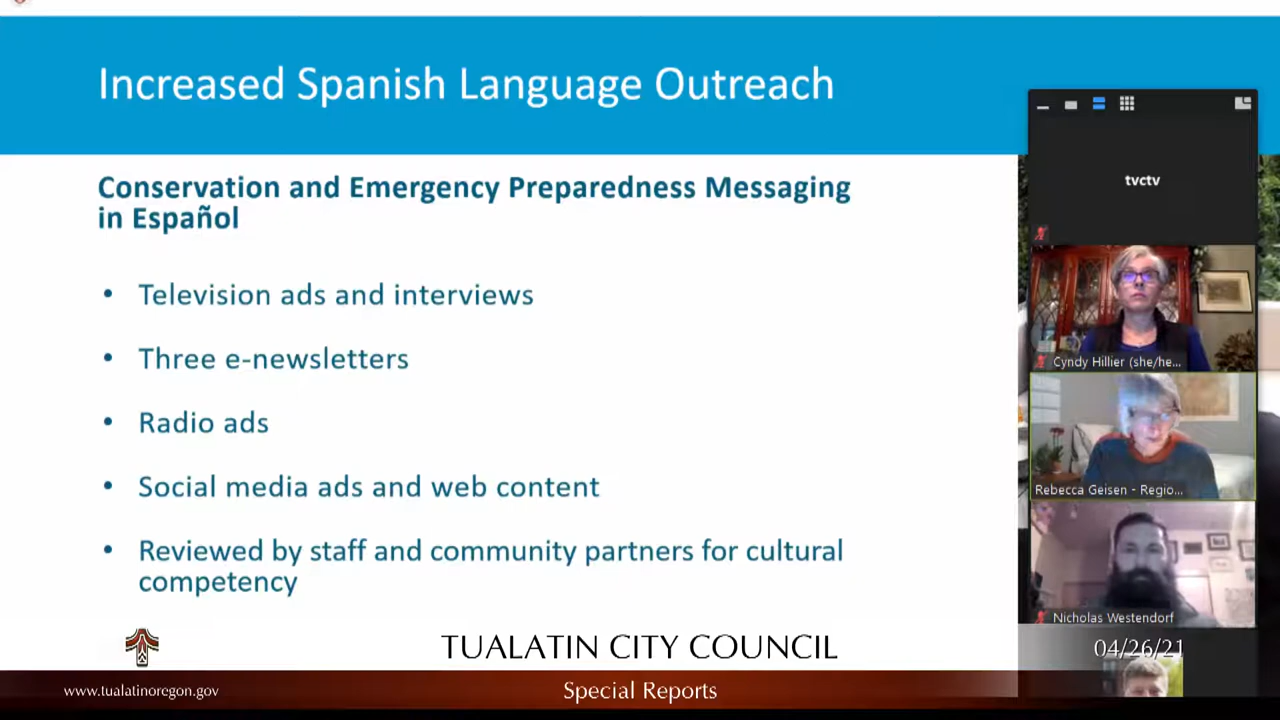 Increased Spanish Language Outreach
Conservation and Emergency Preparedness Messaging
in Español
• Television ads and interviews
• Three e-newsletters
• Radio ads
• Social media ads and web content
• Reviewed by staff and community partners for cultural
competency
tvctv
Cyndy Hillier (she/he...
Rebecca Geisen - Regio...
Nicholas Westendorf
TUALATIN CITY COUNCIL
04/26/21
www.tualatinoregon.gov
Special Reports